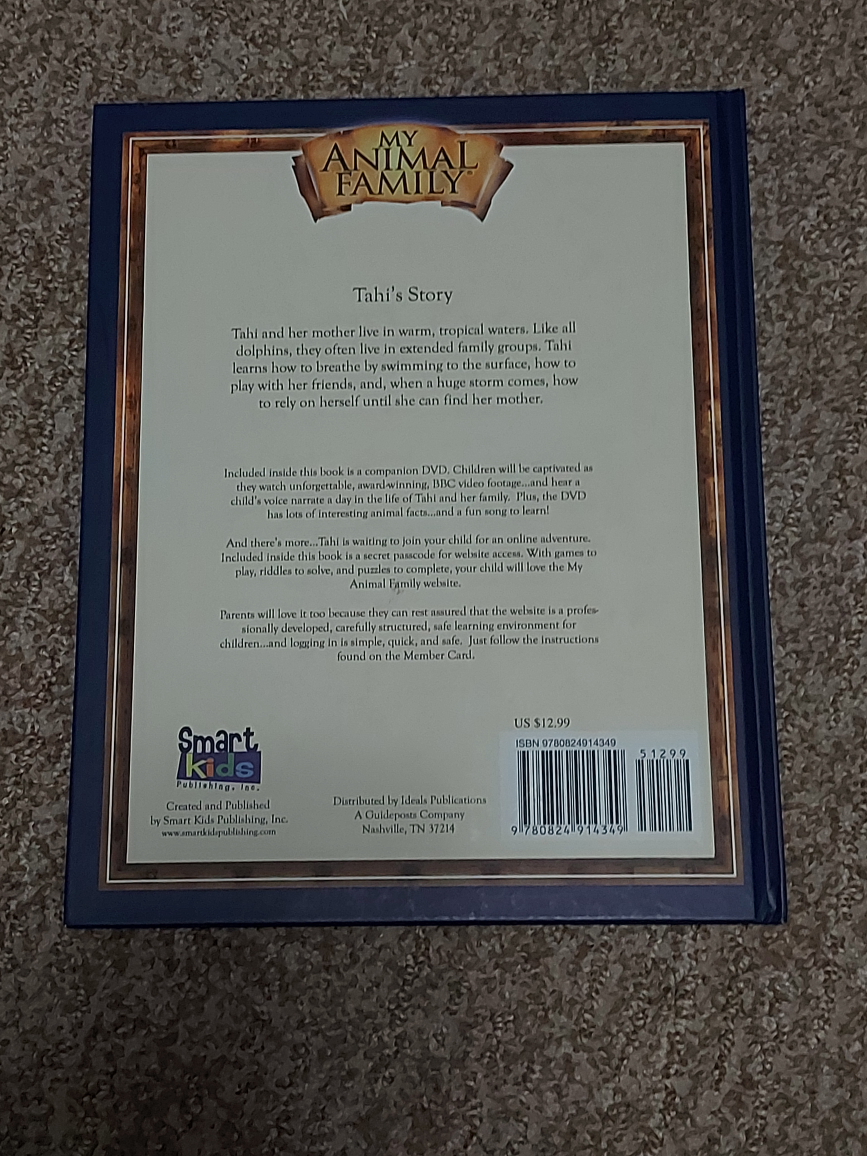 MY
ANIMAL
FAMILY®
Tahi's Story
Tahi and her mother live in warm, tropical waters. Like all
dolphins, they often live in extended family groups. Tahi
learns how to breathe by swimming to the surface, how to
play with her friends, and, when a huge storm comes, how
to rely on herself until she can find her mother.
Included inside this book is a companion DVD. Children will be captivated as
they watch unforgettable, award-winning, BBC video footage...and hear a
child's voice narrate a day in the life of Tahi and her family. Plus, the DVD
has lots of interesting animal facts...and a fun song to learn!
And there's more...Tahi is waiting to join your child for an online adventure.
Included inside this book is a secret passcode for website access. With games to
play, riddles to solve, and puzzles to complete, your child will love the My
Animal Family website.
Parents will love it too because they can rest assured that the website is a profes-
sionally developed, carefully structured, safe learning environment for
children...and logging in is simple, quick, and safe. Just follow the instructions
found on the Member Card.
Smart
kids
Publishing, Inc.
Created and Published
by Smart Kids Publishing, Inc.
www.smartkidspublishing.com
Distributed by Ideals Publications
A Guideposts Company
Nashville, TN 37214
US $12.99
ISBN 9780824914349
51299
9 780824 914349